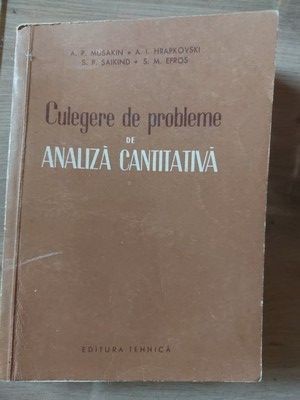 A. P. MUSAKIN • A. I. HRAPKOVSKI
S. P. SAIKIND • S. M. EFROS
Culegere de probleme
DE
ANALIZĂ CANTITATIVĂ
EDITURA TEHNICĂ